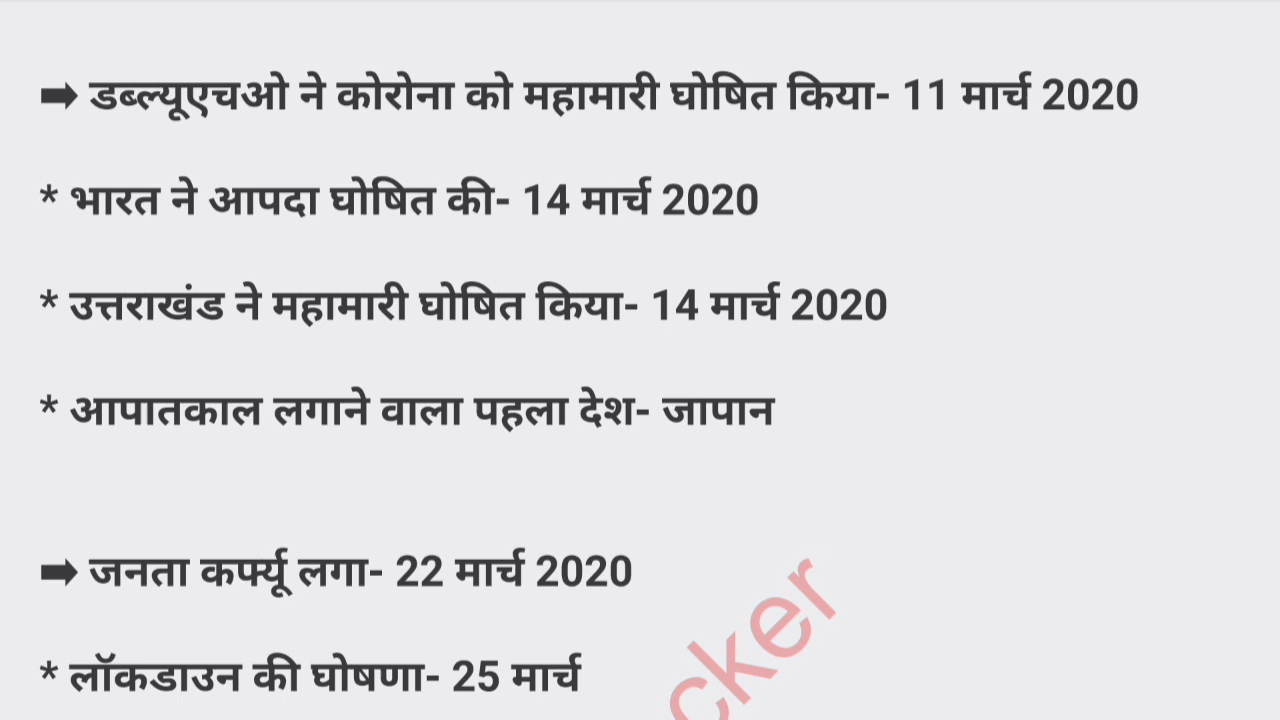 ➡ डब्ल्यूएचओ ने कोरोना को महामारी घोषित किया- 11 मार्च 2020
* भारत ने आपदा घोषित की- 14 मार्च 2020
* उत्तराखंड ने महामारी घोषित किया- 14 मार्च 2020
* आपातकाल लगाने वाला पहला देश- जापान
➡ जनता कर्फ्यू लगा- 22 मार्च 2020
* लॉकडाउन की घोषणा- 25 मार्च
cker